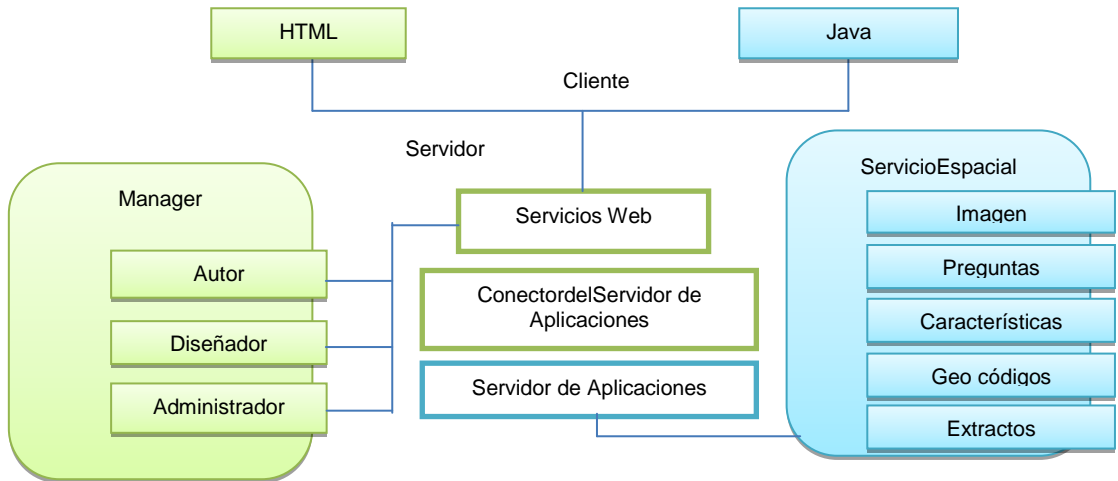 HTML
Java
Cliente
Servidor
Manager
Autor
Diseñador
Administrador
Servicios Web
ConectordelServidor de
Aplicaciones
Servidor de Aplicaciones
ServicioEspacial
Imagen
Preguntas
Características
Geo códigos
Extractos